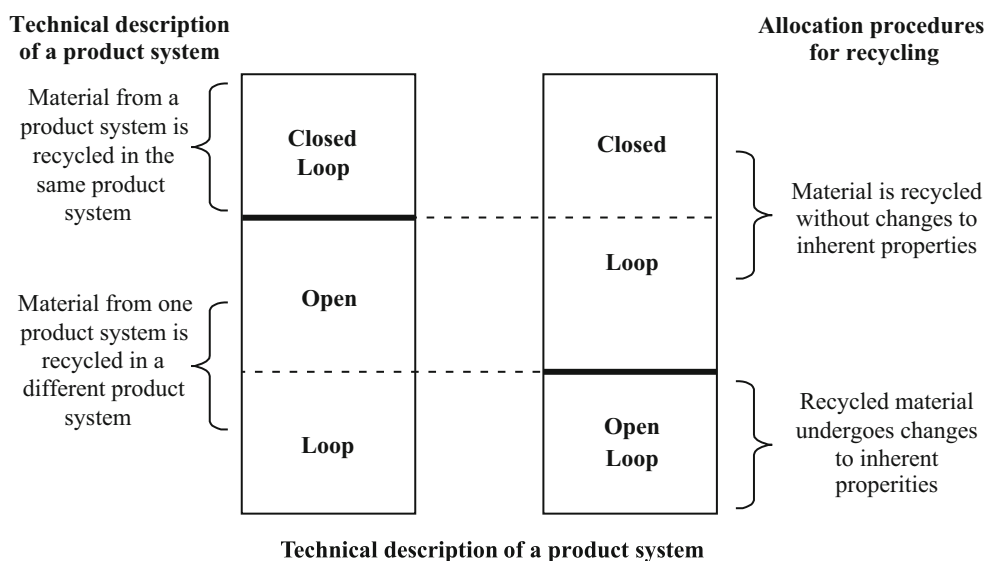 Technical description
of a product system
Material from a
product system is
recycled in the
same product
system
Material from one
product system is
recycled in a
different product
system
Closed
Loop
Open
Loop
Closed
Loop
Open
Loop
Allocation procedures
for recycling
Material is recycled
without changes to
inherent properties
Recycled material
undergoes changes
to inherent
properities
Technical description of a product system